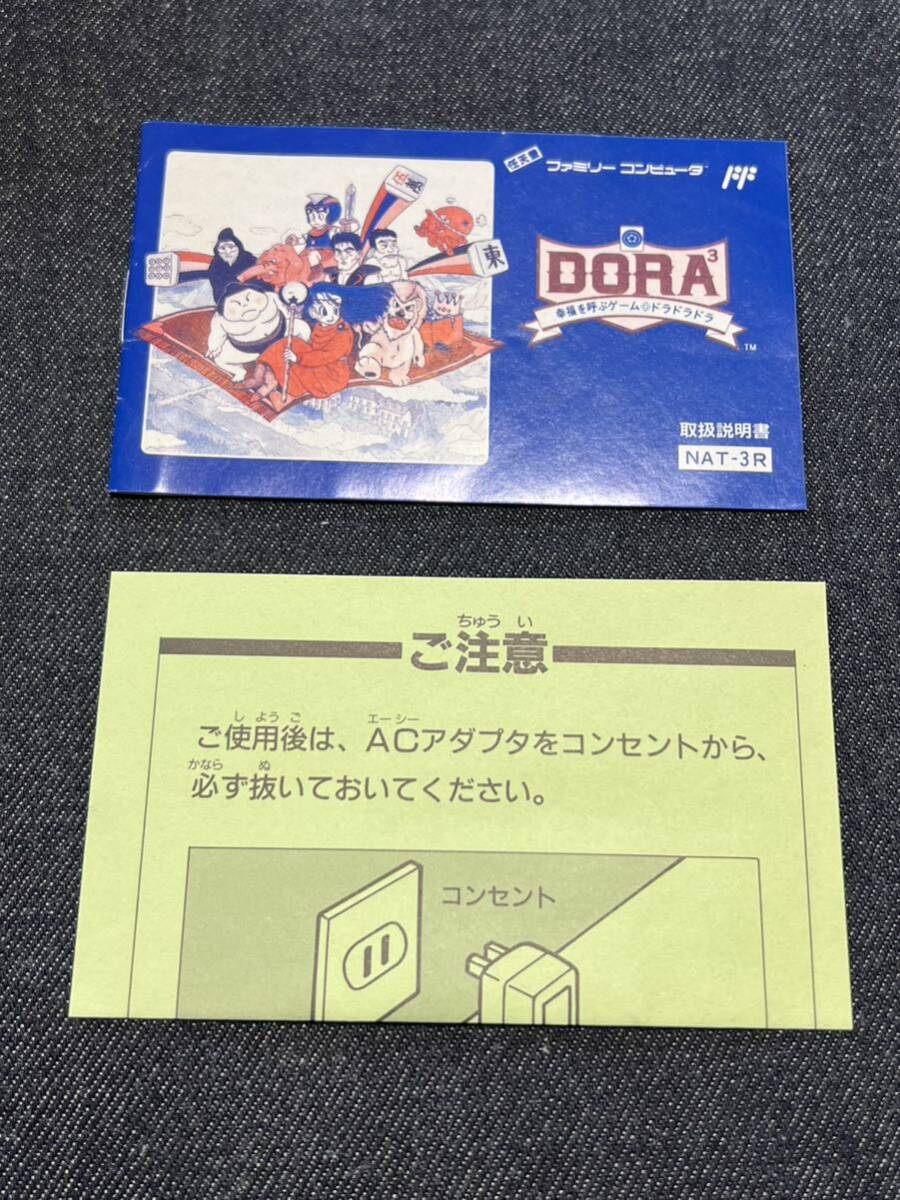 任天堂 ファミリーコンピュータ™
伍萬
東
DORA³
幸福を呼ぶゲーム ドラドラドラ
TM
取扱説明書
NAT-3R
ちゅう い
ご注意
し よう ご エーシー
ご使用後は、ACアダプタをコンセントから、
かなら ぬ
必ず抜いておいてください。
コンセント